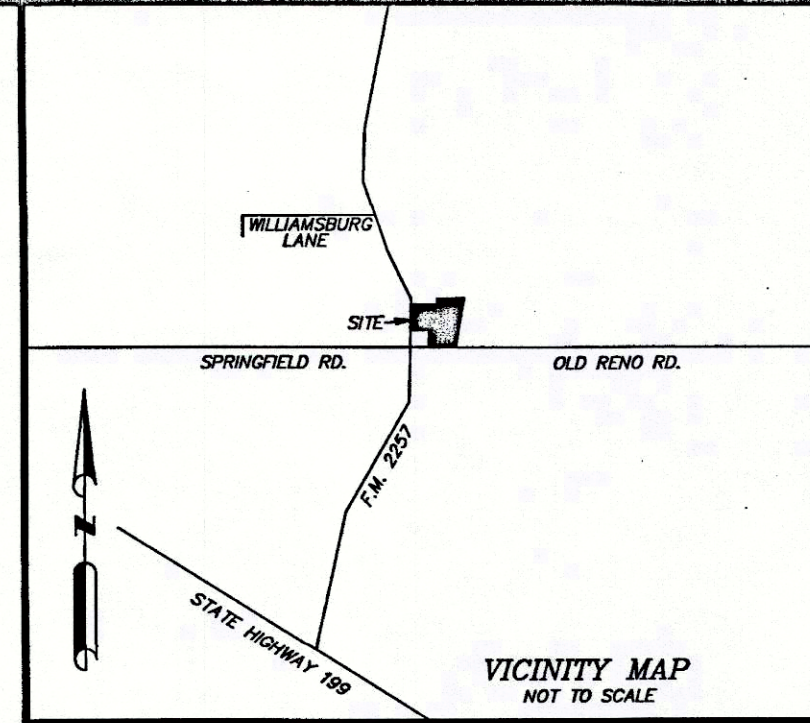 WILLIAMSBURG
LANE
SITE
SPRINGFIELD RD.
OLD RENO RD.
F.M. 2257
N
STATE HIGHWAY 199
VICINITY MAP
NOT TO SCALE